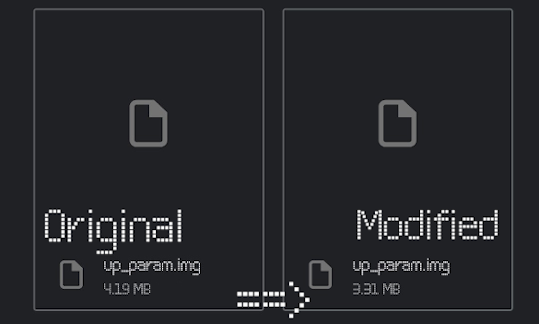 Original
up_param.img
4.19 MB
==>
Modified
up_param.img
3.31 MB